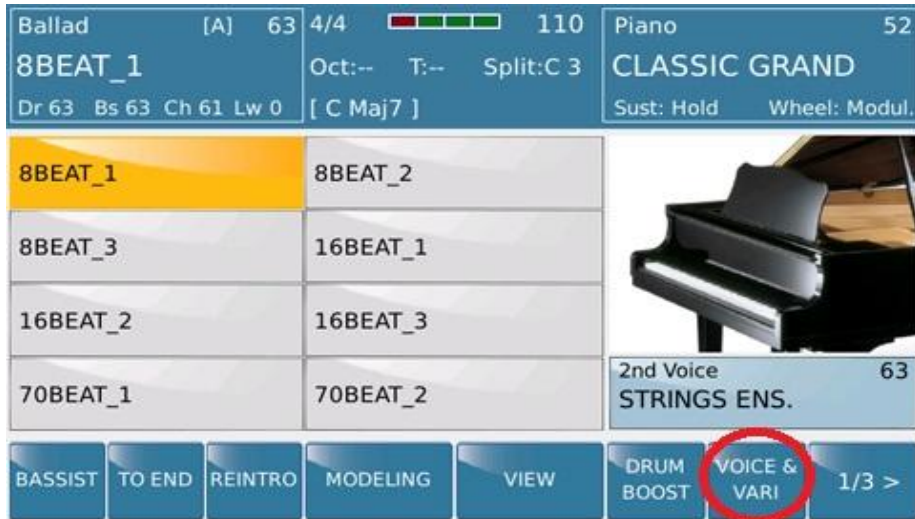 Ballad [A] 63
8BEAT_1
Dr 63 Bs 63 Ch 61 Lw 0
4/4 110
Oct:-- T:-- Split:C 3
[ C Maj7 ]
Piano 52
CLASSIC GRAND
Sust: Hold Wheel: Modul.
8BEAT_1
8BEAT_2
8BEAT_3
16BEAT_1
16BEAT_2
16BEAT_3
70BEAT_1
70BEAT_2
2nd Voice 63
STRINGS ENS.
BASSIST
TO END
REINTRO
MODELING
VIEW
DRUM
BOOST
VOICE &
VARI
1/3 >